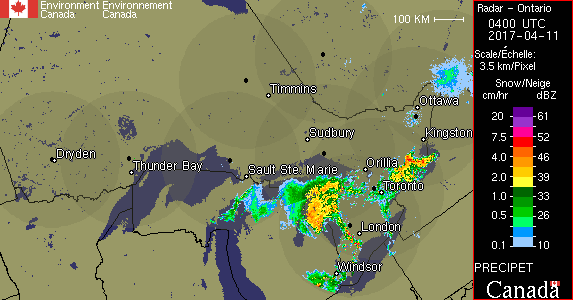 Environment Environnement
Canada Canada
100 KM
Timmins
Ottawa
Sudbury
Kingston
Dryden
Thunder Bay
Sault Ste. Marie
Orillia
Toronto
London
Windsor
Radar - Ontario
0400 UTC
2017-04-11
Scale/Échelle:
3.5 km/Pixel
Snow/Neige
cm/hr dBZ
20 61
7.5 52
4.0 46
2.0 39
1.0 33
0.5 26
0.1 10
PRECIPET
Canada